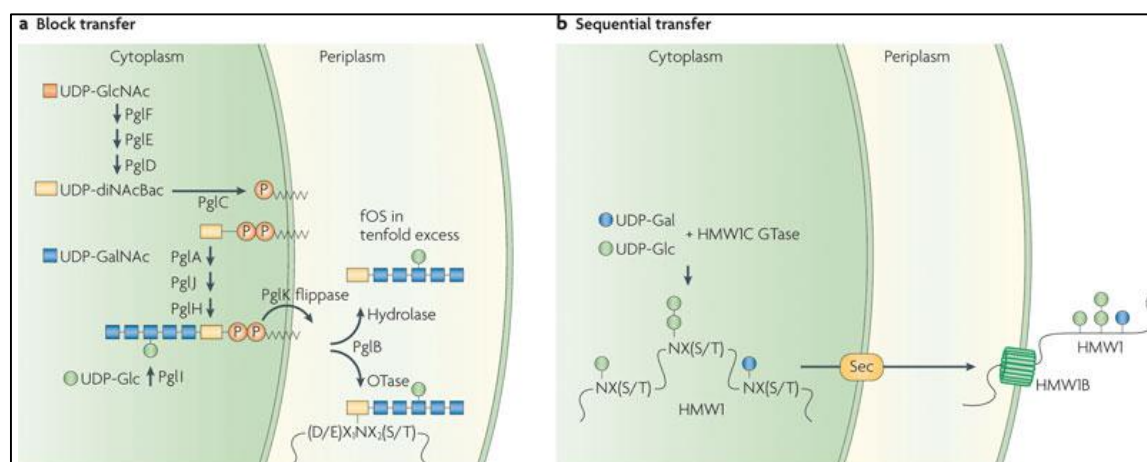 a Block transfer
Cytoplasm
Periplasm
UDP-GlcNAc
PglF
PglE
PglD
UDP-diNAcBac
PglC
P
P P
UDP-GalNAc
PglA
PglJ
PglH
P P
UDP-Glc
PglI
PglK flippase
fOS in
tenfold excess
Hydrolase
PglB
OTase
(D/E)X₁NX₂(S/T)
b Sequential transfer
Cytoplasm
Periplasm
UDP-Gal
UDP-Glc
+ HMW1C GTase
NX(S/T)
NX(S/T)
NX(S/T)
HMW1
Sec
HMW1
HMW1B